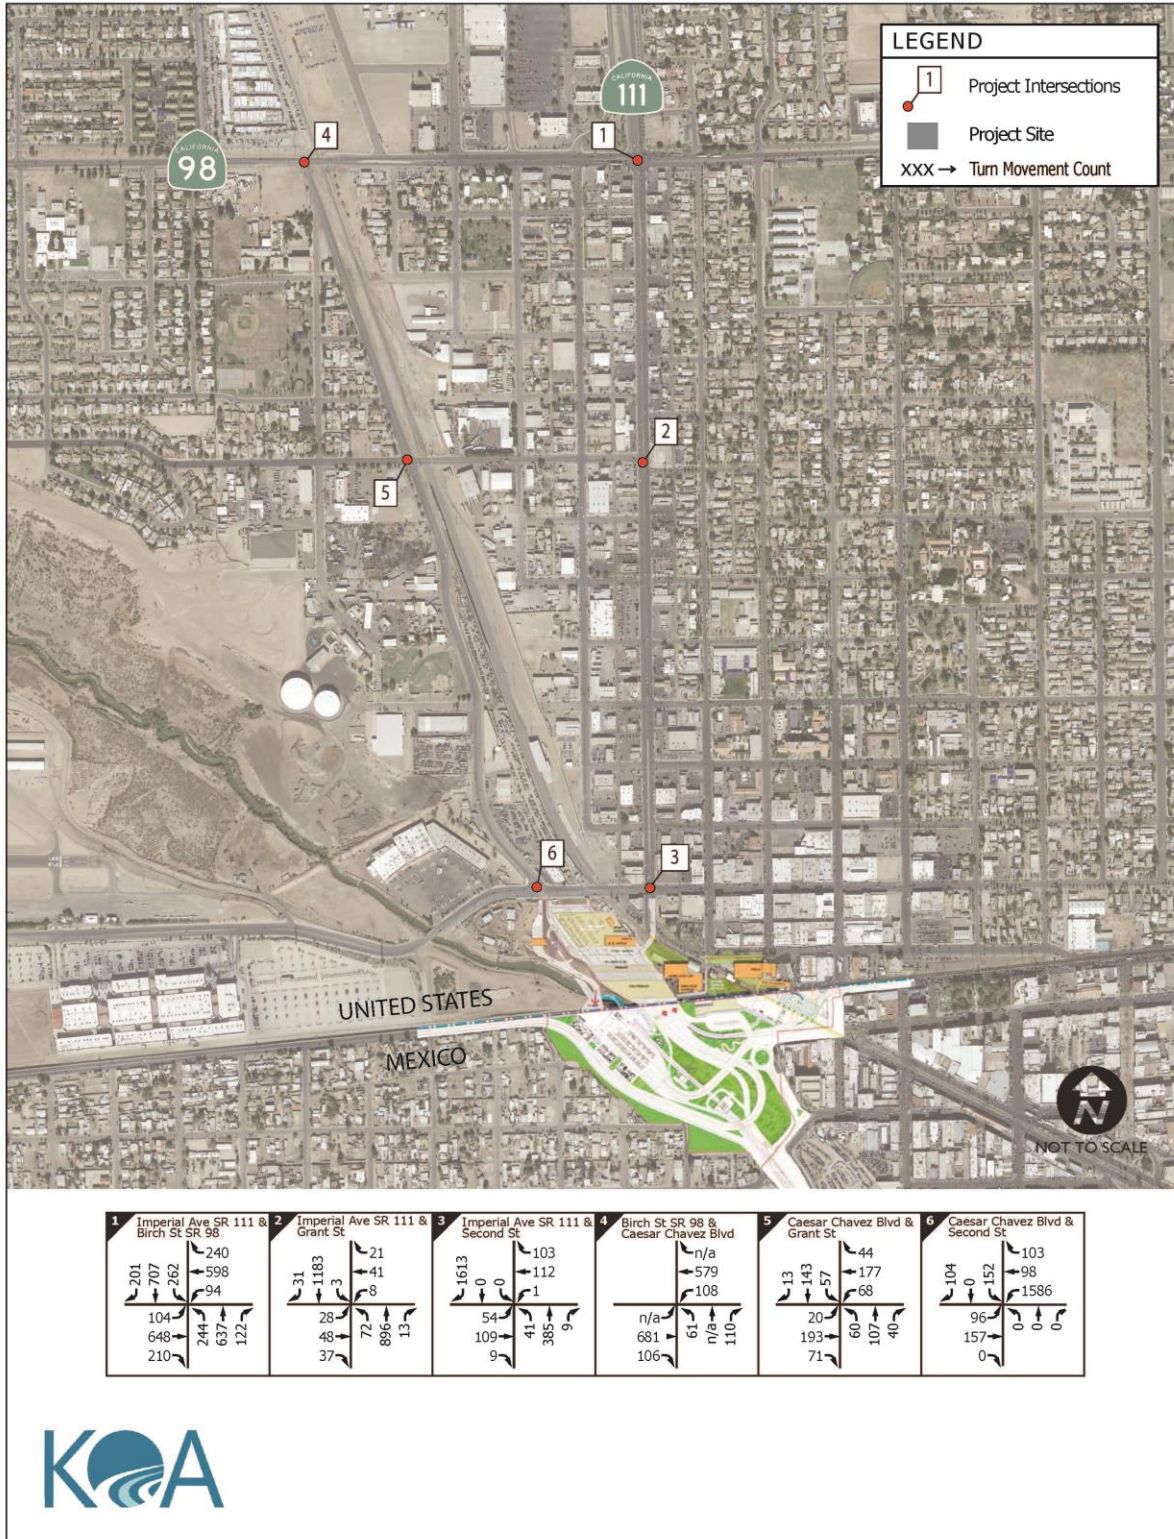 LEGEND
1 Project Intersections
Project Site
XXX → Turn Movement Count
CALIFORNIA
111
CALIFORNIA
98
4
1
2
5
6
3
UNITED STATES
MEXICO
N
NOT TO SCALE
1 Imperial Ave SR 111 &
Birch St SR 98
201 707 262
240
598
94
104
648
210
244 637 122
2 Imperial Ave SR 111 &
Grant St
31 1183 3
21
41
8
28
48
37
72 896 13
3 Imperial Ave SR 111 &
Second St
1613 0 0
103
112
1
54
109
9
41 385 9
4 Birch St SR 98 &
Caesar Chavez Blvd
n/a
579
108
n/a
681
106
61 n/a 110
5 Caesar Chavez Blvd &
Grant St
13 143 57
44
177
68
20
193
71
60 107 40
6 Caesar Chavez Blvd &
Second St
104 0 152
103
98
1586
96
157
0
0 0 0
KOA